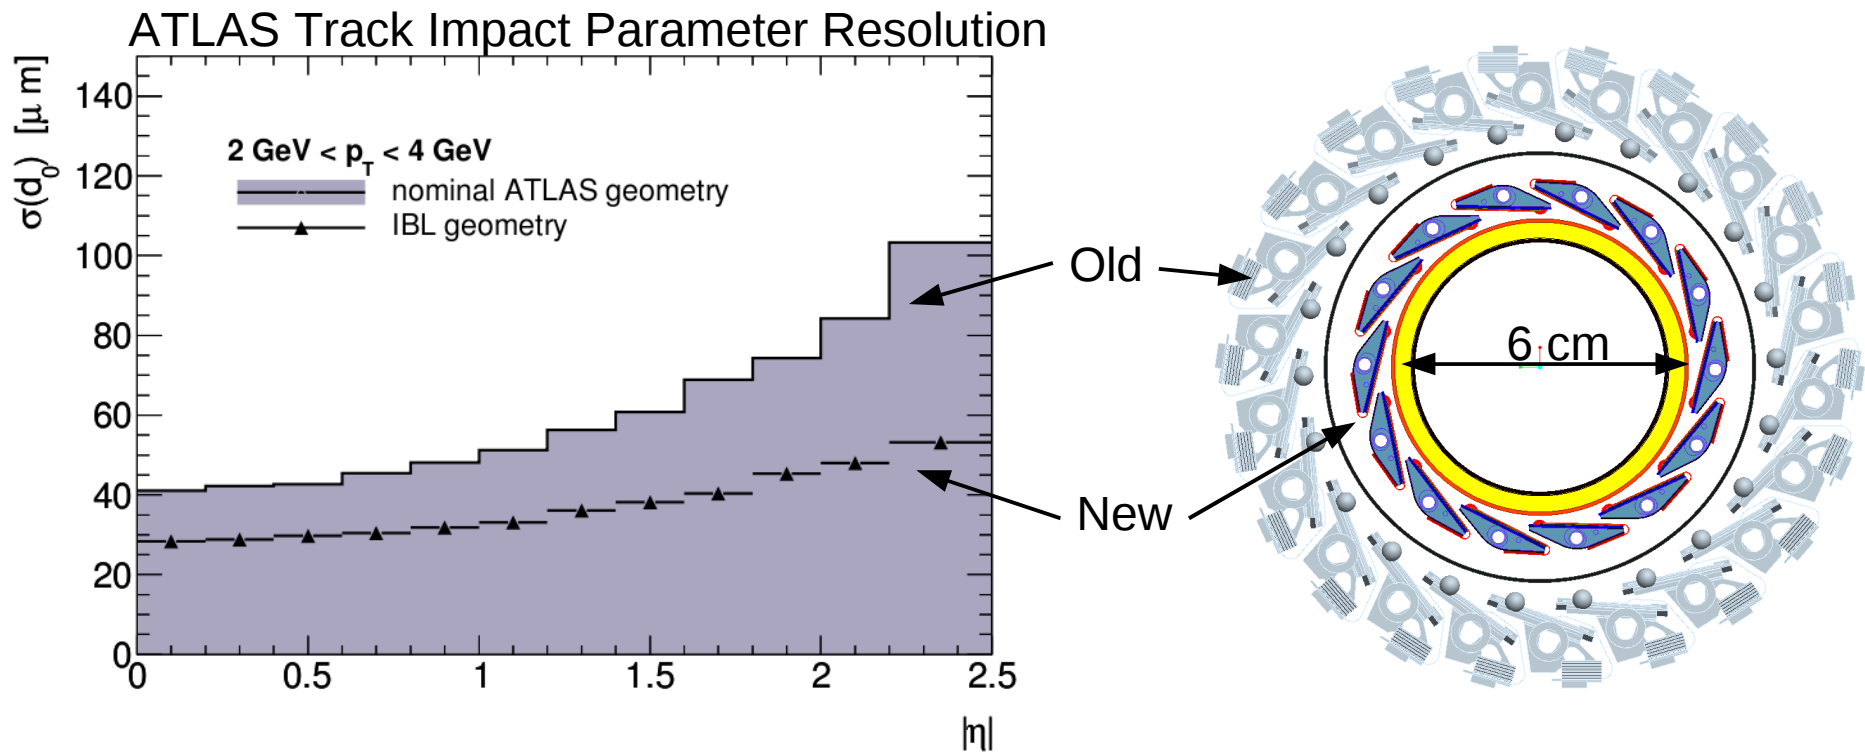 ATLAS Track Impact Parameter Resolution
σ(d0) [μ m]
140
120
100
80
60
40
20
0
2 GeV < pT < 4 GeV
nominal ATLAS geometry
IBL geometry
0 0.5 1 1.5 2 2.5
|η|
Old
New
6 cm